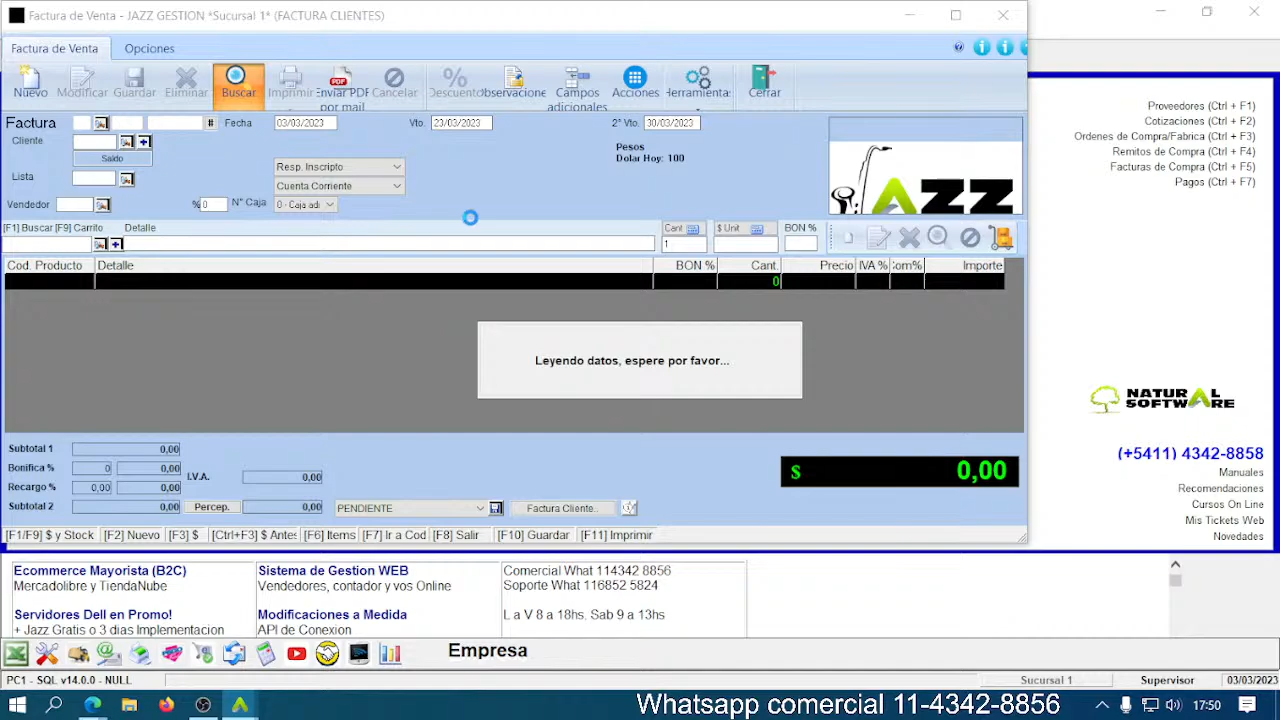 Factura de Venta - JAZZ GESTION *Sucursal 1* (FACTURA CLIENTES)
Factura de Venta
Opciones
Nuevo
Modificar
Guardar
Eliminar
Buscar
Imprimir
Enviar PDF
por mail
Cancelar
Descuento
Observacione
Campos
adicionales
Acciones
Herramienta:
Cerrar
Factura
#
Fecha
03/03/2023
Vto.
23/03/2023
2° Vto.
30/03/2023
Cliente
Saldo
Pesos
Dolar Hoy: 100
Resp. Inscripto
Cuenta Corriente
Lista
Vendedor
%
0
N° Caja
0 - Caja adi
JAZZ
[F1] Buscar [F9] Carrito
Detalle
Cant
$ Unit
BON %
1
Cod. Producto
Detalle
BON %
Cant.
Precio
IVA %
:om%
Importe
0
Leyendo datos, espere por favor...
Subtotal 1
0,00
Bonifica %
0
0,00
I.V.A.
0,00
Recargo %
0,00
0,00
Subtotal 2
0,00
Percep.
0,00
PENDIENTE
Factura Cliente..
$ 0,00
[F1/F9] $ y Stock
[F2] Nuevo
[F3] $
[Ctrl+F3] $ Antes
[F6] Items
[F7] Ir a Cod
[F8] Salir
[F10] Guardar
[F11] Imprimir
Proveedores (Ctrl + F1)
Cotizaciones (Ctrl + F2)
Ordenes de Compra/Fabrica (Ctrl + F3)
Remitos de Compra (Ctrl + F4)
Facturas de Compra (Ctrl + F5)
Pagos (Ctrl + F7)
NATURAL
SOFTWARE
(+5411) 4342-8858
Manuales
Recomendaciones
Cursos On Line
Mis Tickets Web
Novedades
Ecommerce Mayorista (B2C)
Mercadolibre y TiendaNube
Servidores Dell en Promo!
+ Jazz Gratis o 3 dias Implementacion
Sistema de Gestion WEB
Vendedores, contador y vos Online
Modificaciones a Medida
API de Conexion
Comercial What 114342 8856
Soporte What 116852 5824
L a V 8 a 18hs. Sab 9 a 13hs
Empresa
PC1 - SQL v14.0.0 - NULL
Sucursal 1
Supervisor
03/03/2023
Whatsapp comercial 11-4342-8856
17:50